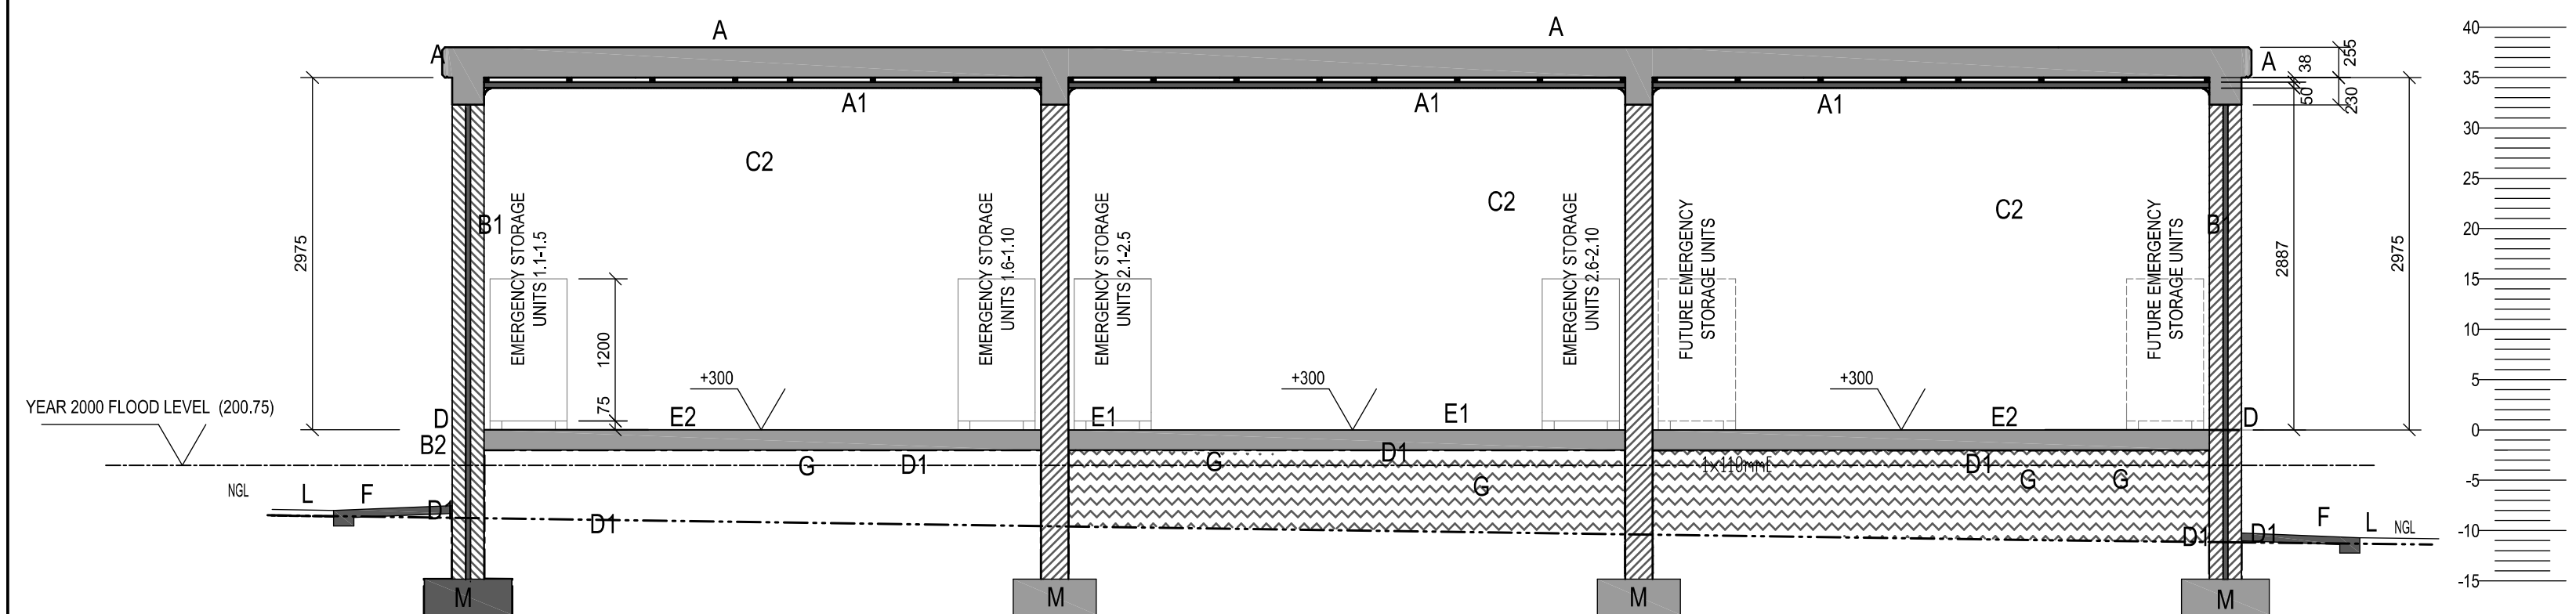 A
A
A
A
A1
A1
A1
C2
C2
C2
B1
B1
EMERGENCY STORAGE
UNITS 1.1-1.5
EMERGENCY STORAGE
UNITS 1.6-1.10
EMERGENCY STORAGE
UNITS 2.1-2.5
EMERGENCY STORAGE
UNITS 2.6-2.10
FUTURE EMERGENCY
STORAGE UNITS
FUTURE EMERGENCY
STORAGE UNITS
2975
1200
75
38
255
50
230
2887
2975
+300
+300
+300
YEAR 2000 FLOOD LEVEL (200.75)
D
B2
E2
E1
E1
E2
D
G
D1
G
D1
G
1x110mmE
D1
G
G
NGL
L
F
D1
D1
D1
D1
F
L
NGL
M
M
M
M
40
35
30
25
20
15
10
5
0
-5
-10
-15